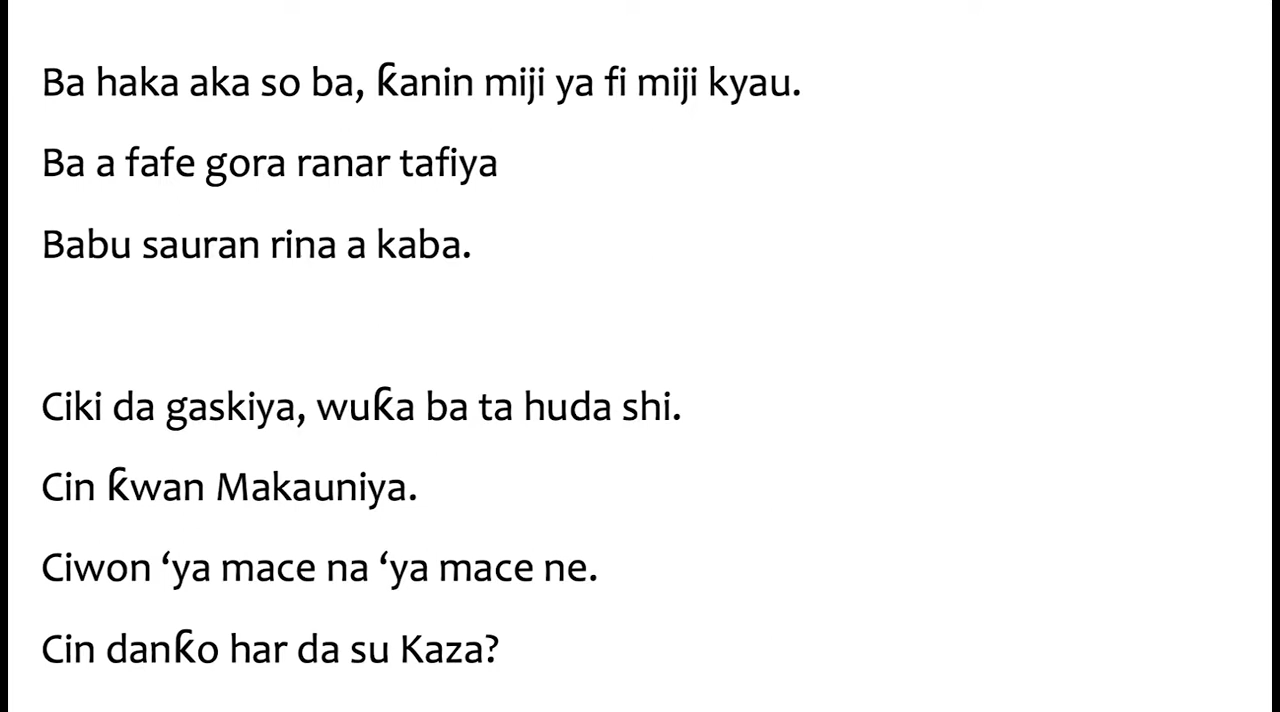 Ba haka aka so ba, ƙanin miji ya fi miji kyau.
Ba a fafe gora ranar tafiya
Babu sauran rina a kaba.
Ciki da gaskiya, wuƙa ba ta huda shi.
Cin ƙwan Makauniya.
Ciwon ‘ya mace na ‘ya mace ne.
Cin danƙo har da su Kaza?